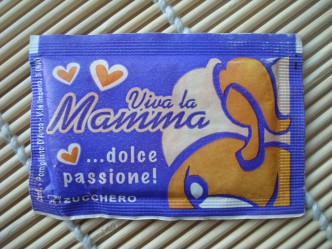 Viva la
Mamma
...dolce
passione!
ZUCCHERO